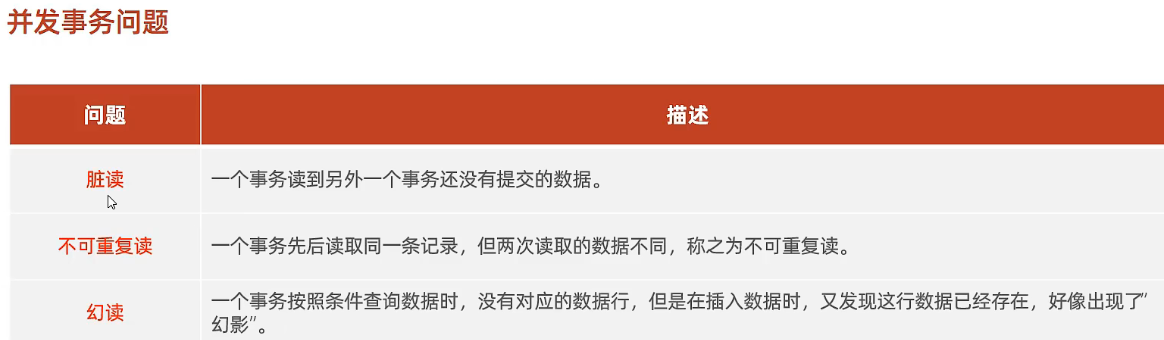 并发事务问题
问题 描述
脏读 一个事务读到另外一个事务还没有提交的数据。
不可重复读 一个事务先后读取同一条记录，但两次读取的数据不同，称之为不可重复读。
幻读 一个事务按照条件查询数据时，没有对应的数据行，但是在插入数据时，又发现这行数据已经存在，好像出现了"
幻影"。